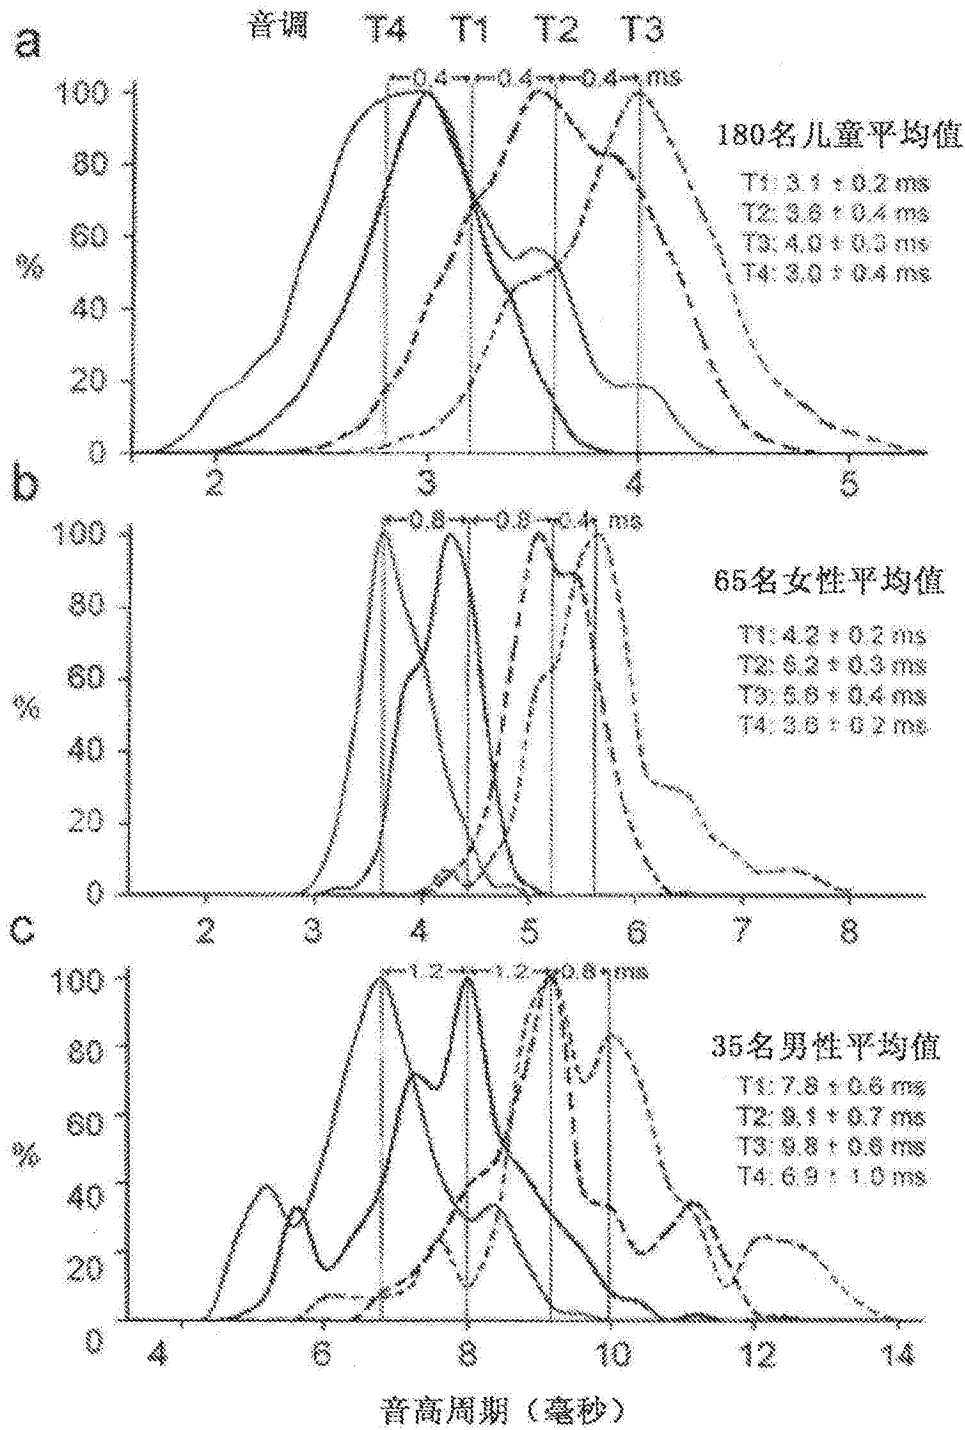 a
音调 T4 T1 T2 T3
0.4 0.4 0.4 ms
100
80
60
%
40
20
0
2 3 4 5
180名儿童平均值
T1: 3.1 ± 0.2 ms
T2: 3.6 ± 0.4 ms
T3: 4.0 ± 0.3 ms
T4: 3.0 ± 0.4 ms
b
0.8 0.8 0.4 ms
100
80
60
%
40
20
0
2 3 4 5 6 7 8
65名女性平均值
T1: 4.2 ± 0.2 ms
T2: 5.2 ± 0.3 ms
T3: 5.6 ± 0.4 ms
T4: 3.6 ± 0.2 ms
c
1.2 1.2 0.8 ms
100
80
60
%
40
20
0
4 6 8 10 12 14
35名男性平均值
T1: 7.8 ± 0.6 ms
T2: 9.1 ± 0.7 ms
T3: 9.8 ± 0.6 ms
T4: 6.9 ± 1.0 ms
音高周期（毫秒）